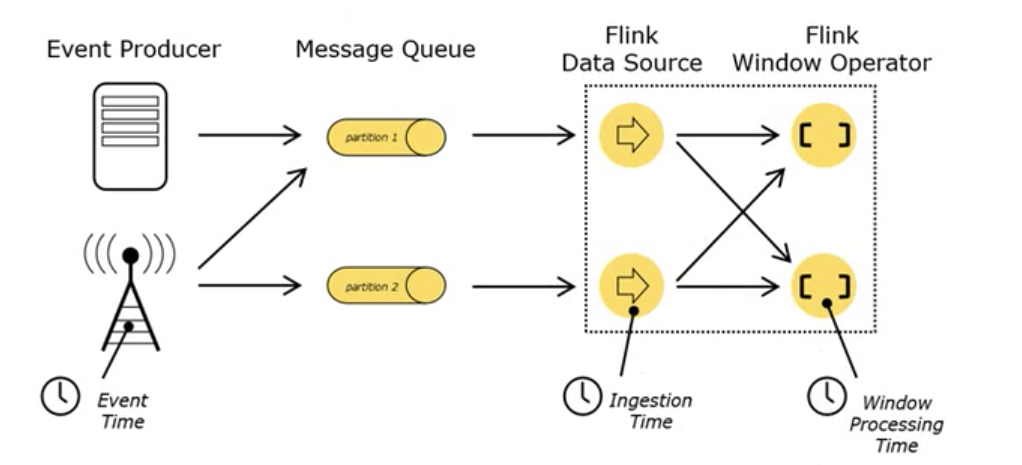 Event Producer
Message Queue
Flink
Data Source
Flink
Window Operator
partition 1
partition 2
Event
Time
Ingestion
Time
Window
Processing
Time